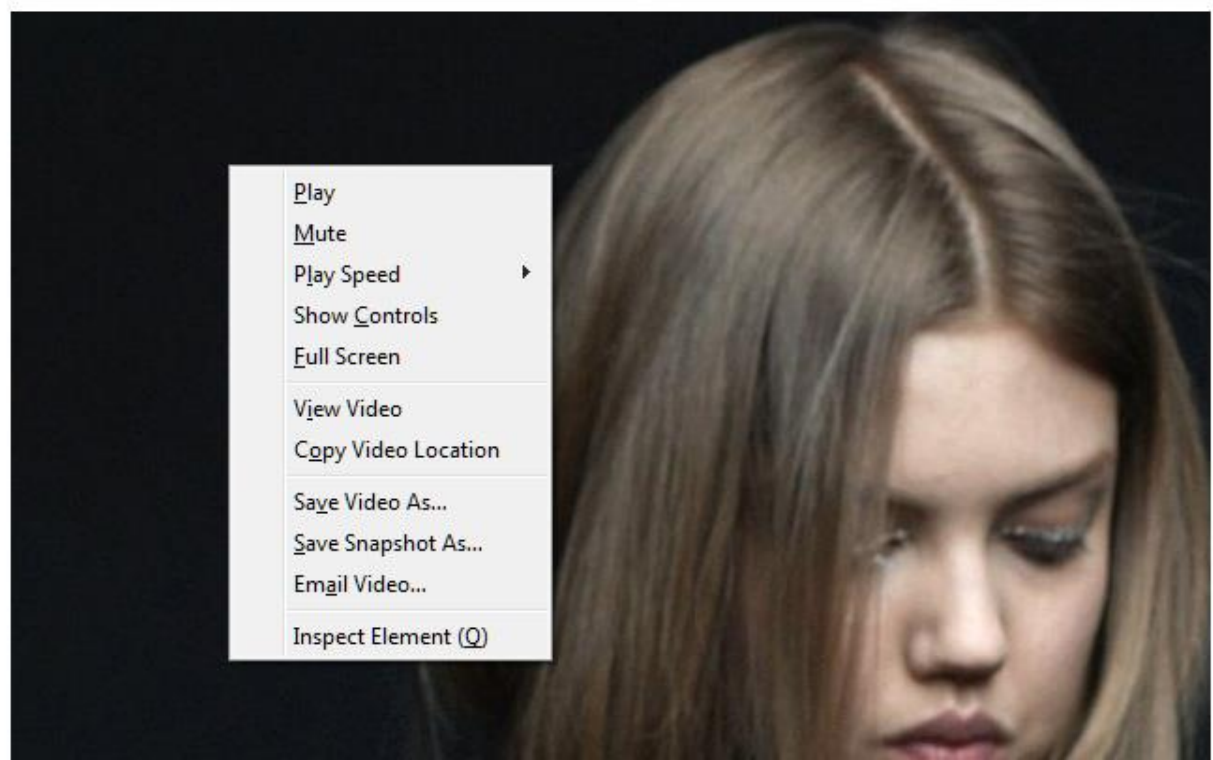 Play
Mute
Play Speed
Show Controls
Full Screen
View Video
Copy Video Location
Save Video As...
Save Snapshot As...
Email Video...
Inspect Element (Q)